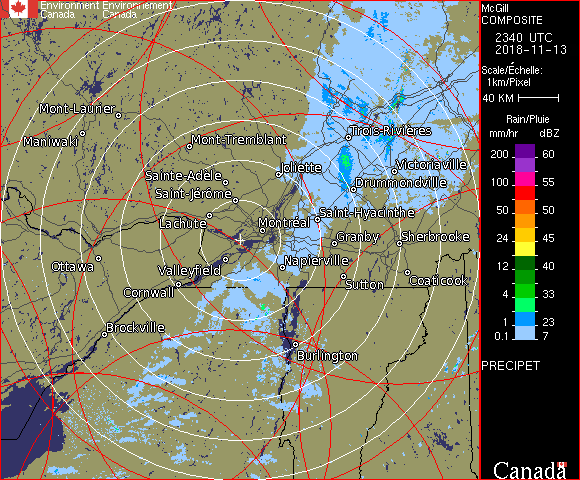 Environment Environnement
Canada Canada
McGill
COMPOSITE
2340 UTC
2018-11-13
Scale/Échelle:
1km/Pixel
40 KM
Rain/Pluie
mm/hr dBZ
200 60
100 55
50 50
24 45
12 40
4 33
1 23
0.1 7
PRECIPET
Canada
Mont-Laurier
Maniwaki
Mont-Tremblant
Trois-Rivières
Joliette
Victoriaville
Sainte-Adèle
Drummondville
Saint-Jérôme
Saint-Hyacinthe
Lachute
Montréal
Granby
Sherbrooke
Ottawa
Valleyfield
Napierville
Sutton
Coaticook
Cornwall
Brockville
Burlington